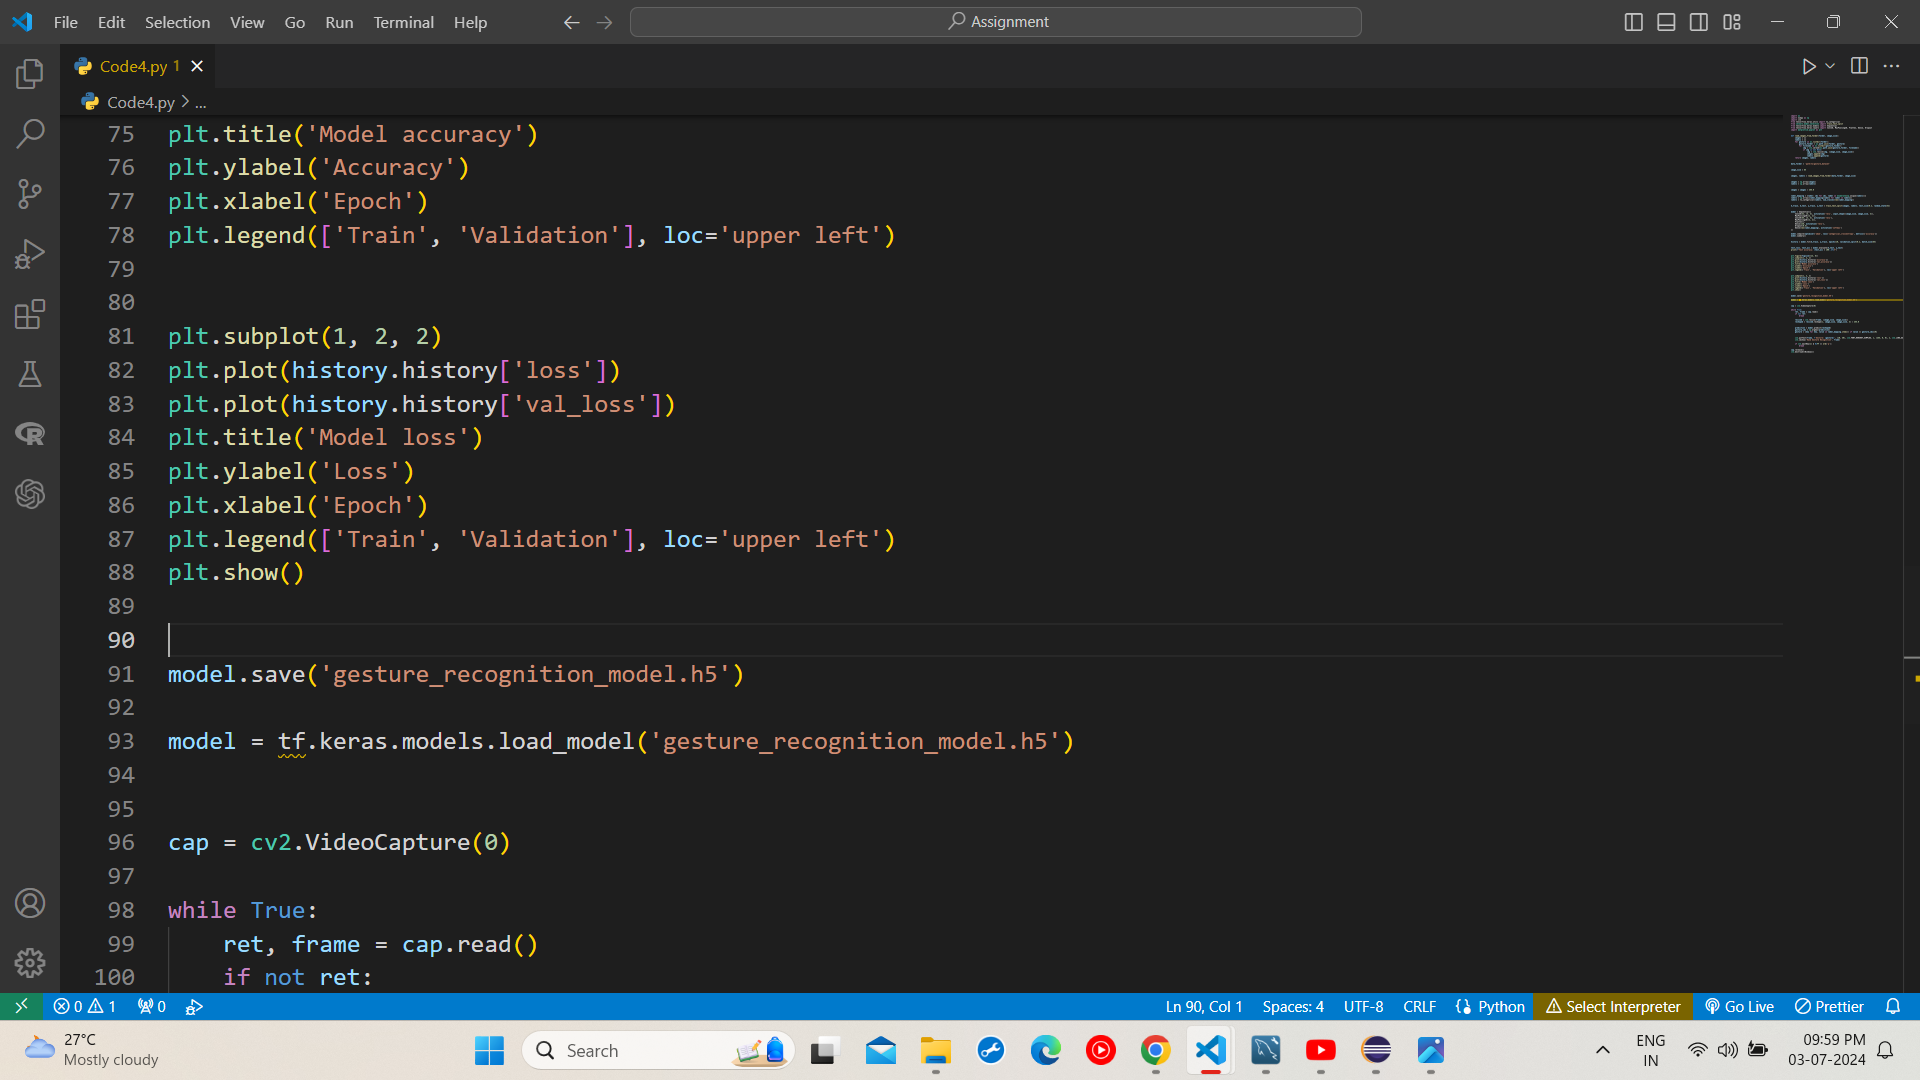 File Edit Selection View Go Run Terminal Help
Assignment
Code4.py 1
Code4.py > ...
75 plt.title('Model accuracy')
76 plt.ylabel('Accuracy')
77 plt.xlabel('Epoch')
78 plt.legend(['Train', 'Validation'], loc='upper left')
79
80
81 plt.subplot(1, 2, 2)
82 plt.plot(history.history['loss'])
83 plt.plot(history.history['val_loss'])
84 plt.title('Model loss')
85 plt.ylabel('Loss')
86 plt.xlabel('Epoch')
87 plt.legend(['Train', 'Validation'], loc='upper left')
88 plt.show()
89
90
91 model.save('gesture_recognition_model.h5')
92
93 model = tf.keras.models.load_model('gesture_recognition_model.h5')
94
95
96 cap = cv2.VideoCapture(0)
97
98 while True:
99 ret, frame = cap.read()
100 if not ret:
0 1 0 Ln 90, Col 1 Spaces: 4 UTF-8 CRLF Python Select Interpreter Go Live Prettier
27°C
Mostly cloudy
Search
ENG
IN
09:59 PM
03-07-2024